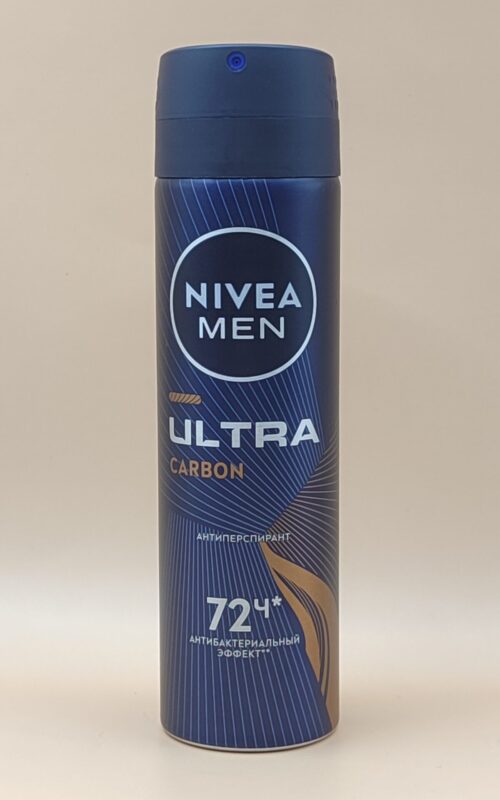 NIVEA
MEN
ULTRA
CARBON
АНТИПЕРСПИРАНТ
72ч*
АНТИБАКТЕРИАЛЬНЫЙ
ЭФФЕКТ**